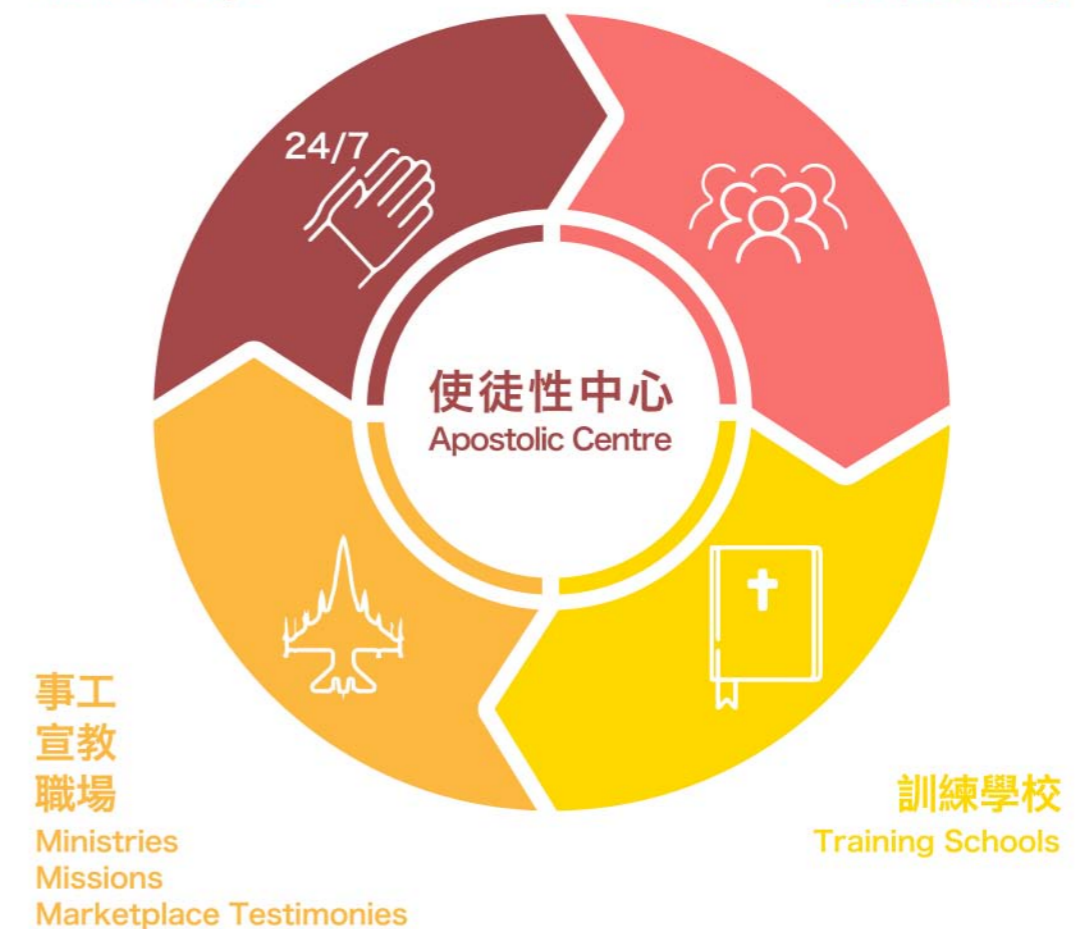 24/7
使徒性中心
Apostolic Centre
事工
宣教
職場
Ministries
Missions
Marketplace Testimonies
訓練學校
Training Schools